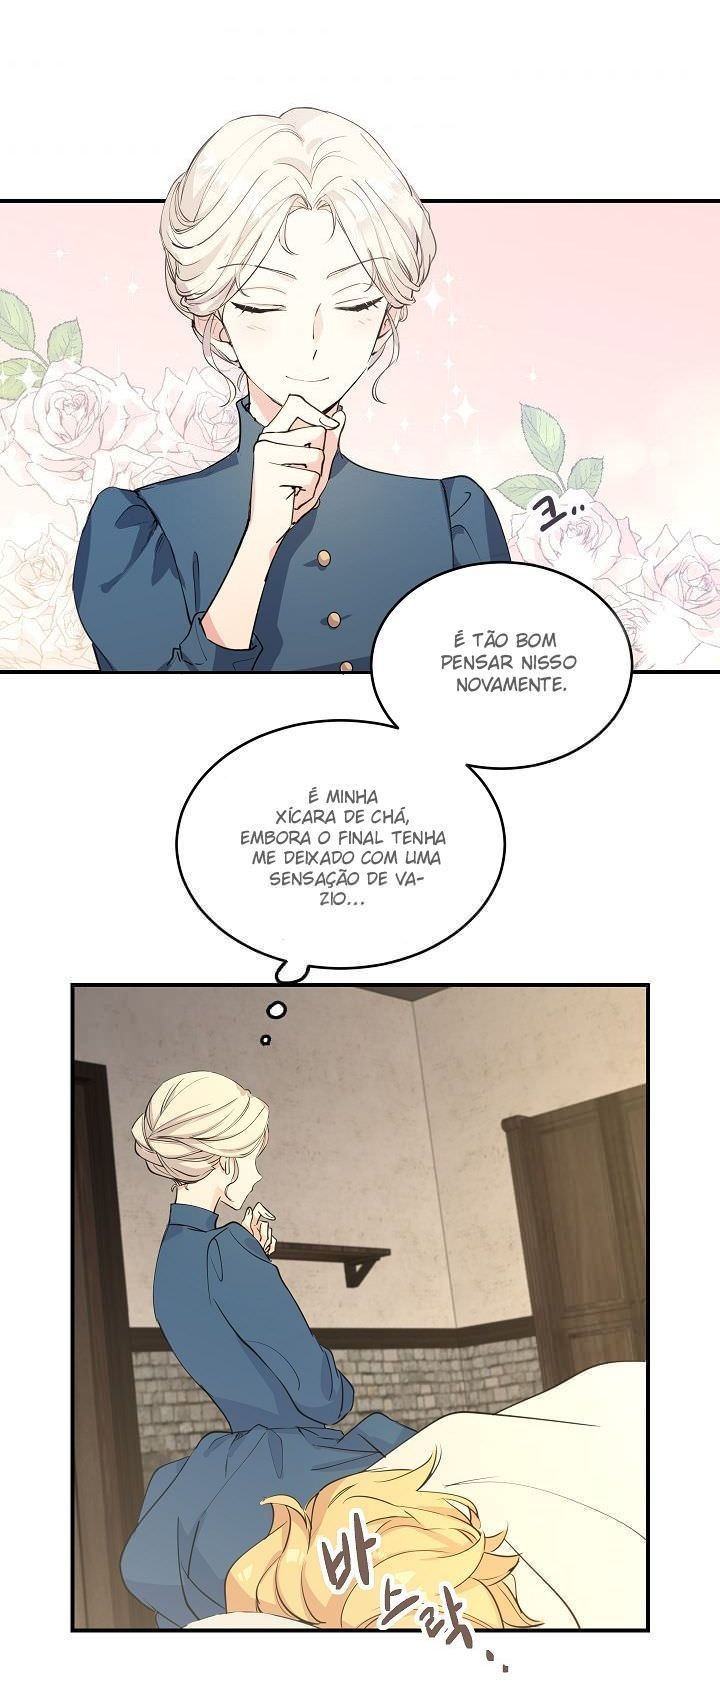 크..
É TÃO BOM
PENSAR NISSO
NOVAMENTE.
É MINHA
XÍCARA DE CHÁ,
EMBORA O FINAL TENHA
ME DEIXADO COM UMA
SENSAÇÃO DE VA-
ZIO...
바
스락..